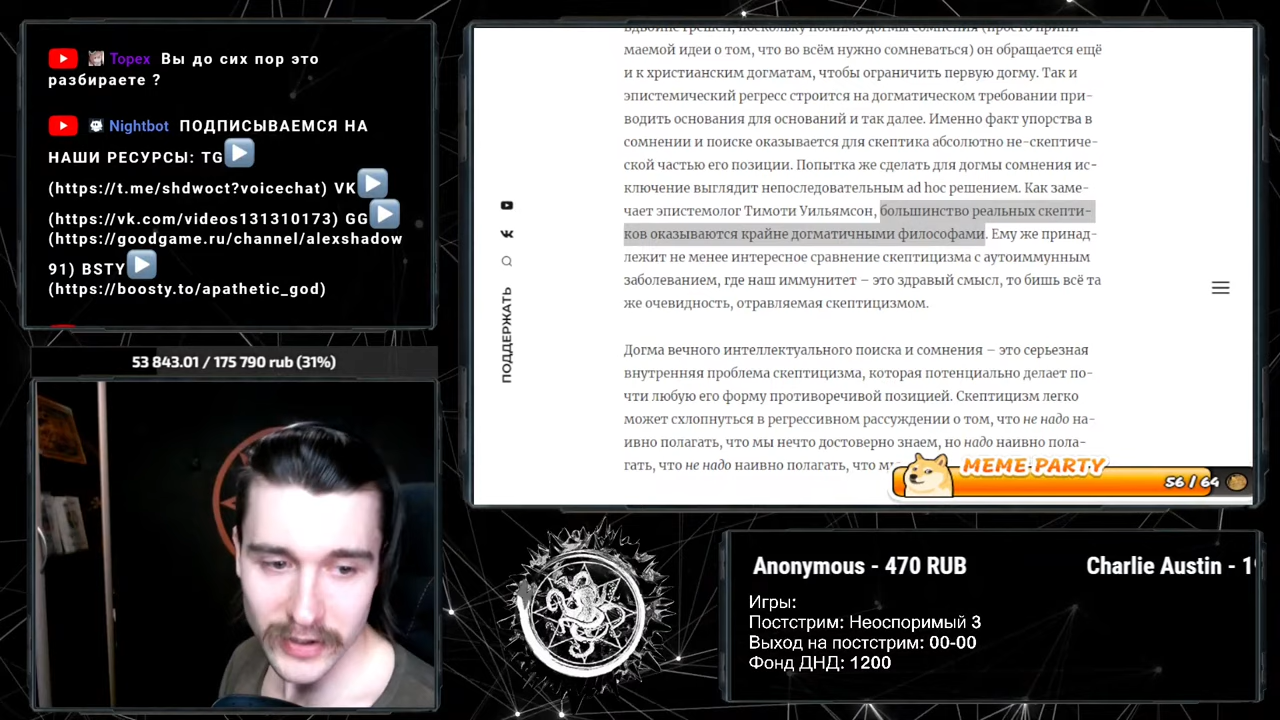 Topex Вы до сих пор это
разбираете ?
Nightbot ПОДПИСЫВАЕМСЯ НА
НАШИ РЕСУРСЫ: TG
(https://t.me/shdwoct?voicechat) VK
(https://vk.com/videos131310173) GG
(https://goodgame.ru/channel/alexshadow
91) BSTY
(https://boosty.to/apathetic_god)
53 843.01 / 175 790 rub (31%)
ПОДДЕРЖАТЬ
вдвойне грешен, поскольку помимо догмы сомнения (просто прини-
маемой идеи о том, что во всём нужно сомневаться) он обращается ещё
и к христианским догматам, чтобы ограничить первую догму. Так и
эпистемический регресс строится на догматическом требовании при-
водить основания для оснований и так далее. Именно факт упорства в
сомнении и поиске оказывается для скептика абсолютно не-скептиче-
ской частью его позиции. Попытка же сделать для догмы сомнения ис-
ключение выглядит непоследовательным ad hoc решением. Как заме-
чает эпистемолог Тимоти Уильямсон, большинство реальных скепти-
ков оказываются крайне догматичными философами. Ему же принад-
лежит не менее интересное сравнение скептицизма с аутоиммунным
заболеванием, где наш иммунитет – это здравый смысл, то бишь всё та
же очевидность, отравляемая скептицизмом.
Догма вечного интеллектуального поиска и сомнения – это серьезная
внутренняя проблема скептицизма, которая потенциально делает по-
чти любую его форму противоречивой позицией. Скептицизм легко
может схлопнуться в регрессивном рассуждении о том, что не надо на-
ивно полагать, что мы нечто достоверно знаем, но надо наивно пола-
гать, что не надо наивно полагать, что
MEME PARTY
56 / 64
Anonymous - 470 RUB Charlie Austin -
Игры:
Постстрим: Неоспоримый 3
Выход на постстрим: 00-00
Фонд ДНД: 1200